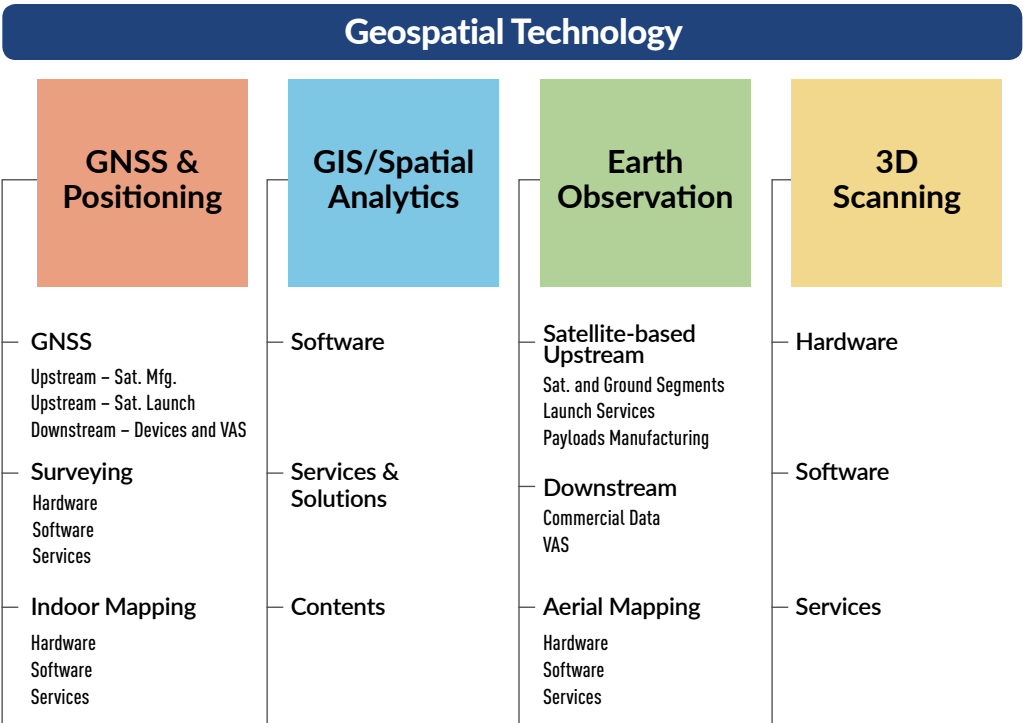 Geospatial Technology
GNSS &
Positioning
GNSS
Upstream – Sat. Mfg.
Upstream – Sat. Launch
Downstream – Devices and VAS
Surveying
Hardware
Software
Services
Indoor Mapping
Hardware
Software
Services
GIS/Spatial
Analytics
Software
Services &
Solutions
Contents
Earth
Observation
Satellite-based
Upstream
Sat. and Ground Segments
Launch Services
Payloads Manufacturing
Downstream
Commercial Data
VAS
Aerial Mapping
Hardware
Software
Services
3D
Scanning
Hardware
Software
Services